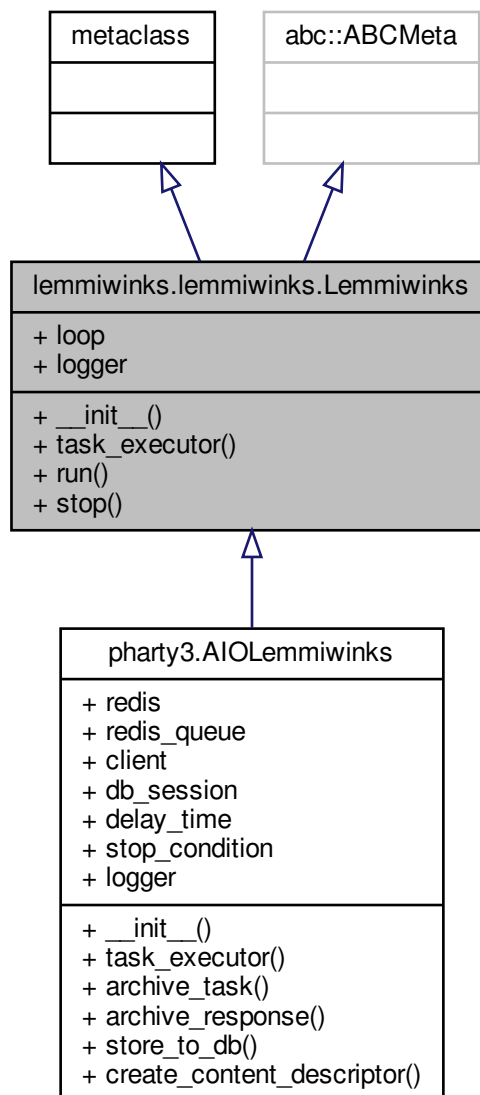 metaclass
abc::ABCMeta
lemmiwinks.lemmiwinks.Lemmiwinks
+ loop
+ logger
+ __init__()
+ task_executor()
+ run()
+ stop()
pharty3.AIOLemmiwinks
+ redis
+ redis_queue
+ client
+ db_session
+ delay_time
+ stop_condition
+ logger
+ __init__()
+ task_executor()
+ archive_task()
+ archive_response()
+ store_to_db()
+ create_content_descriptor()